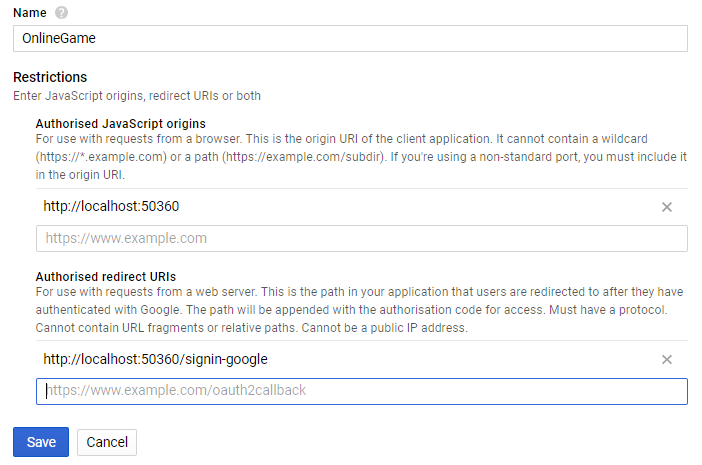 Name ?
OnlineGame
Restrictions
Enter JavaScript origins, redirect URIs or both
Authorised JavaScript origins
For use with requests from a browser. This is the origin URI of the client application. It cannot contain a wildcard
(https://*.example.com) or a path (https://example.com/subdir). If you're using a non-standard port, you must include it
in the origin URI.
http://localhost:50360
https://www.example.com
Authorised redirect URIs
For use with requests from a web server. This is the path in your application that users are redirected to after they have
authenticated with Google. The path will be appended with the authorisation code for access. Must have a protocol.
Cannot contain URL fragments or relative paths. Cannot be a public IP address.
http://localhost:50360/signin-google
https://www.example.com/oauth2callback
Save Cancel